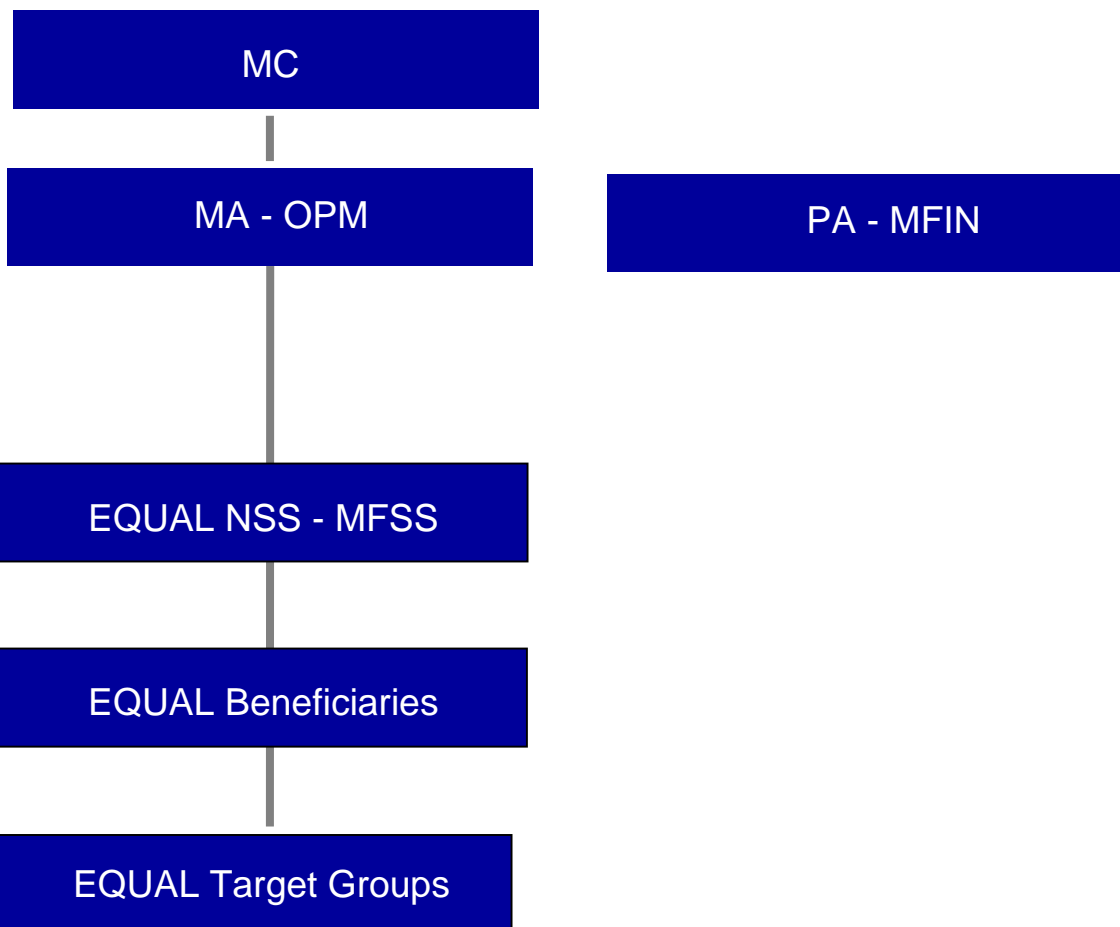 MC
MA - OPM
PA - MFIN
EQUAL NSS - MFSS
EQUAL Beneficiaries
EQUAL Target Groups